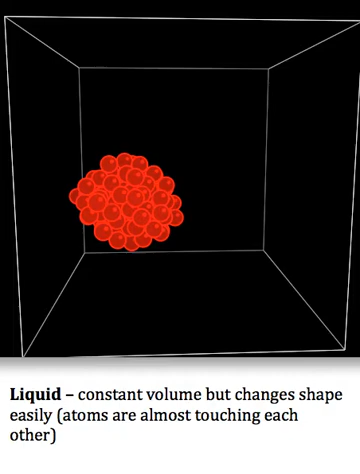 Liquid – constant volume but changes shape
easily (atoms are almost touching each
other)